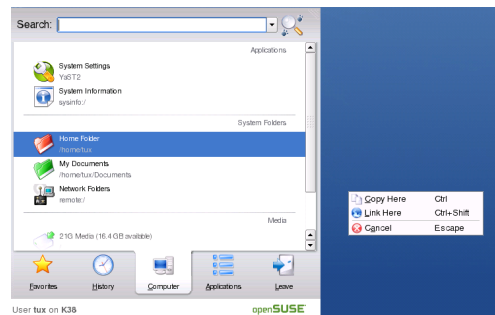 Search:
Applications
System Settings
YaST2
System Information
sysinfo:/
System Folders
Home Folder
/home/tux
My Documents
/home/tux/Documents
Network Folders
remote:/
Media
21G Media (16.4 GB available)
Favorites History Computer Applications Leave
User tux on K36 openSUSE
Copy Here Ctrl
Link Here Ctrl+Shift
Cancel Escape